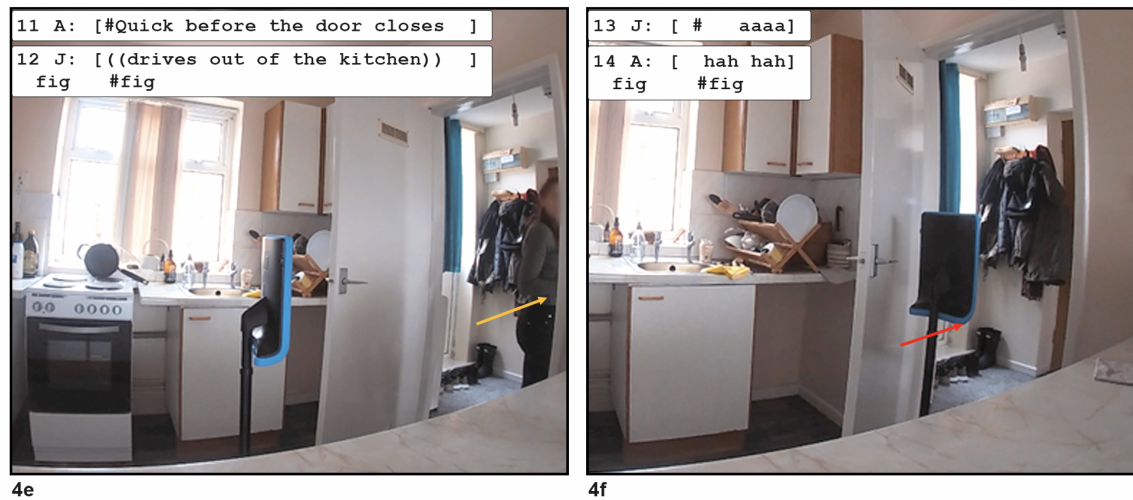 11 A: [#Quick before the door closes ]
12 J: [((drives out of the kitchen)) ]
fig #fig
13 J: [ # aaaa]
14 A: [ hah hah]
fig #fig
4e
4f